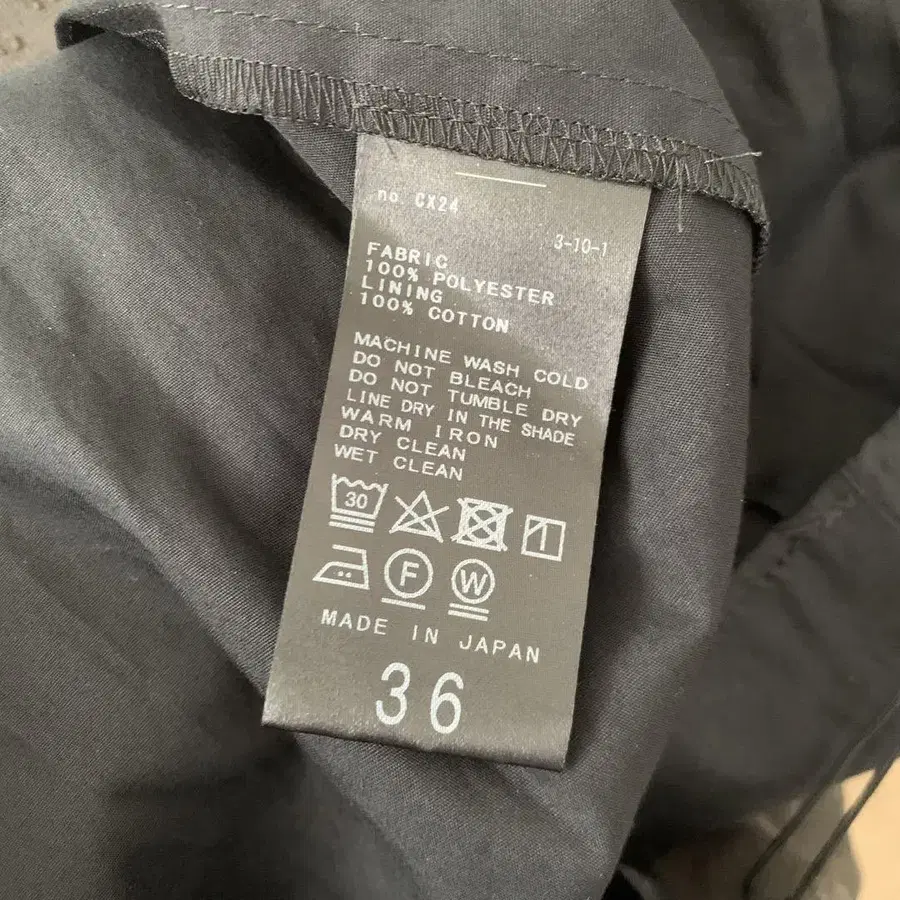 no. CX24
3-10-1
FABRIC
100% POLYESTER
LINING
100% COTTON
MACHINE WASH COLD
DO NOT BLEACH
DO NOT TUMBLE DRY
LINE DRY IN THE SHADE
WARM IRON
DRY CLEAN
WET CLEAN
30
F W
MADE IN JAPAN
36